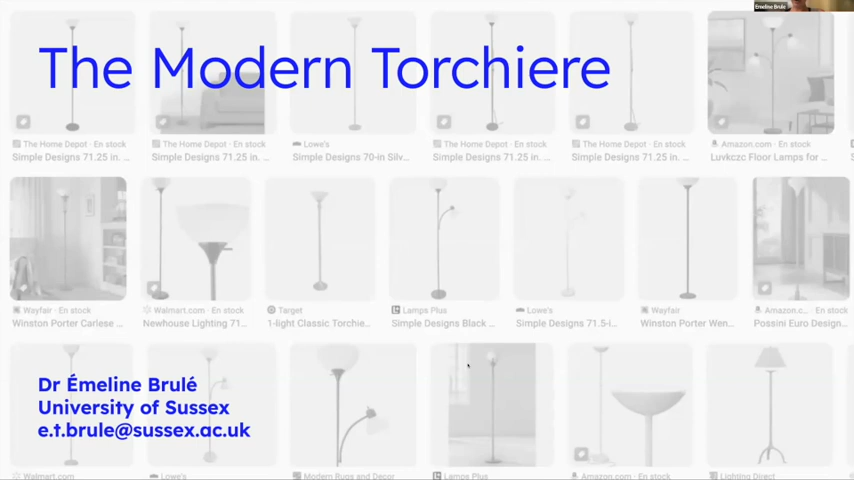 Émeline Brulé
The Modern Torchiere
The Home Depot · En stock
Simple Designs 71.25 in. ...
The Home Depot · En stock
Simple Designs 71.25 in. ...
Lowe's
Simple Designs 70-in Silv...
The Home Depot · En stock
Simple Designs 71.25 in. ...
The Home Depot · En stock
Simple Designs 71.25 in. ...
Amazon.com · En stock
Luvkczc Floor Lamps for ...
Wayfair · En stock
Winston Porter Carlese ...
Walmart.com · En stock
Newhouse Lighting 71...
Target
1-light Classic Torchie...
Lamps Plus
Simple Designs Black ...
Lowe's
Simple Designs 71.5-i...
Wayfair
Winston Porter Wen...
Amazon.c... · En stock
Possini Euro Design...
Dr Émeline Brulé
University of Sussex
e.t.brule@sussex.ac.uk
Walmart.com
Lowe's
Modern Rugs and Decor
Lamps Plus
Amazon.com · En stock
Lighting Direct